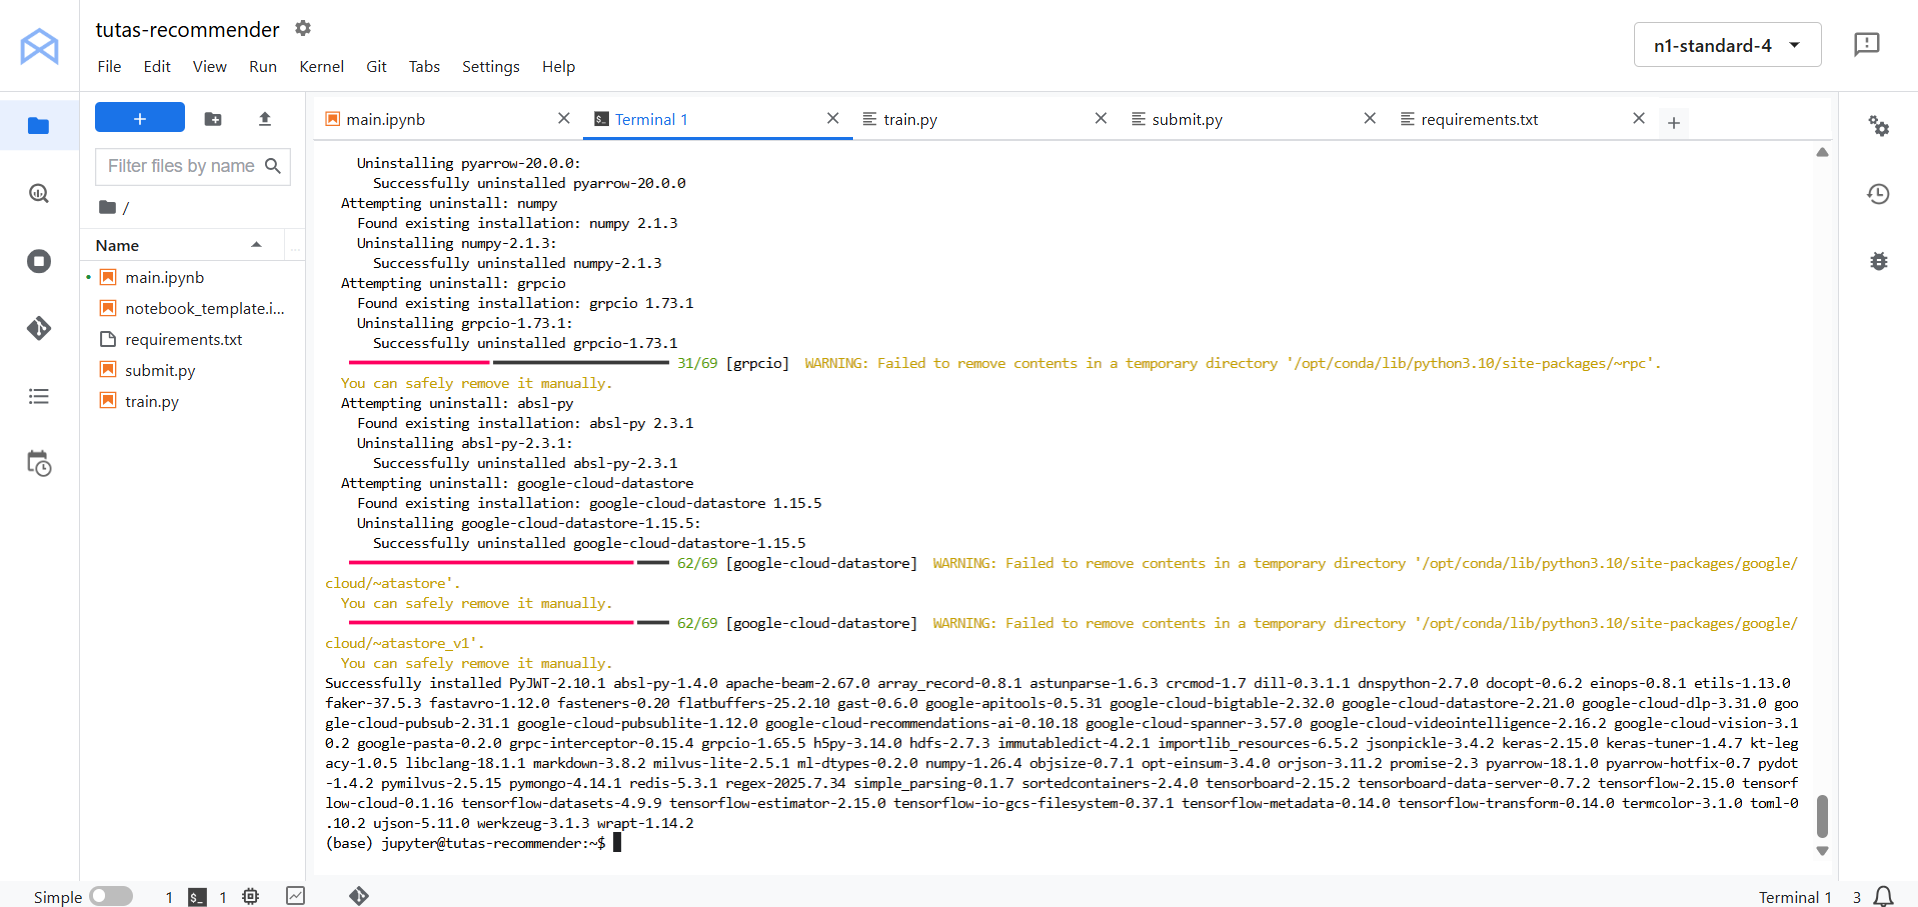 tutas-recommender
File Edit View Run Kernel Git Tabs Settings Help
n1-standard-4
+
Filter files by name
/
Name
...
main.ipynb
notebook_template.i...
requirements.txt
submit.py
train.py
main.ipynb
Terminal 1
train.py
submit.py
requirements.txt
+
Uninstalling pyarrow-20.0.0:
Successfully uninstalled pyarrow-20.0.0
Attempting uninstall: numpy
Found existing installation: numpy 2.1.3
Uninstalling numpy-2.1.3:
Successfully uninstalled numpy-2.1.3
Attempting uninstall: grpcio
Found existing installation: grpcio 1.73.1
Uninstalling grpcio-1.73.1:
Successfully uninstalled grpcio-1.73.1
31/69 [grpcio] WARNING: Failed to remove contents in a temporary directory '/opt/conda/lib/python3.10/site-packages/~rpc'.
You can safely remove it manually.
Attempting uninstall: absl-py
Found existing installation: absl-py 2.3.1
Uninstalling absl-py-2.3.1:
Successfully uninstalled absl-py-2.3.1
Attempting uninstall: google-cloud-datastore
Found existing installation: google-cloud-datastore 1.15.5
Uninstalling google-cloud-datastore-1.15.5:
Successfully uninstalled google-cloud-datastore-1.15.5
62/69 [google-cloud-datastore] WARNING: Failed to remove contents in a temporary directory '/opt/conda/lib/python3.10/site-packages/google/
cloud/~atastore'.
You can safely remove it manually.
62/69 [google-cloud-datastore] WARNING: Failed to remove contents in a temporary directory '/opt/conda/lib/python3.10/site-packages/google/
cloud/~atastore_v1'.
You can safely remove it manually.
Successfully installed PyJWT-2.10.1 absl-py-1.4.0 apache-beam-2.67.0 array_record-0.8.1 astunparse-1.6.3 crcmod-1.7 dill-0.3.1.1 dnspython-2.7.0 docopt-0.6.2 einops-0.8.1 etils-1.13.0
faker-37.5.3 fastavro-1.12.0 fasteners-0.20 flatbuffers-25.2.10 gast-0.6.0 google-apitools-0.5.31 google-cloud-bigtable-2.32.0 google-cloud-datastore-2.21.0 google-cloud-dlp-3.31.0 goo
gle-cloud-pubsub-2.31.1 google-cloud-pubsublite-1.12.0 google-cloud-recommendations-ai-0.10.18 google-cloud-spanner-3.57.0 google-cloud-videointelligence-2.16.2 google-cloud-vision-3.1
0.2 google-pasta-0.2.0 grpc-interceptor-0.15.4 grpcio-1.65.5 h5py-3.14.0 hdfs-2.7.3 immutabledict-4.2.1 importlib_resources-6.5.2 jsonpickle-3.4.2 keras-2.15.0 keras-tuner-1.4.7 kt-leg
acy-1.0.5 libclang-18.1.1 markdown-3.8.2 milvus-lite-2.5.1 ml-dtypes-0.2.0 numpy-1.26.4 objsize-0.7.1 opt-einsum-3.4.0 orjson-3.11.2 promise-2.3 pyarrow-18.1.0 pyarrow-hotfix-0.7 pydot
-1.4.2 pymilvus-2.5.15 pymongo-4.14.1 redis-5.3.1 regex-2025.7.34 simple_parsing-0.1.7 sortedcontainers-2.4.0 tensorboard-2.15.2 tensorboard-data-server-0.7.2 tensorflow-2.15.0 tensorf
low-cloud-0.1.16 tensorflow-datasets-4.9.9 tensorflow-estimator-2.15.0 tensorflow-io-gcs-filesystem-0.37.1 tensorflow-metadata-0.14.0 tensorflow-transform-0.14.0 termcolor-3.1.0 toml-0
.10.2 ujson-5.11.0 werkzeug-3.1.3 wrapt-1.14.2
(base) jupyter@tutas-recommender:~$
Simple 1 $_ 1 Terminal 1 3